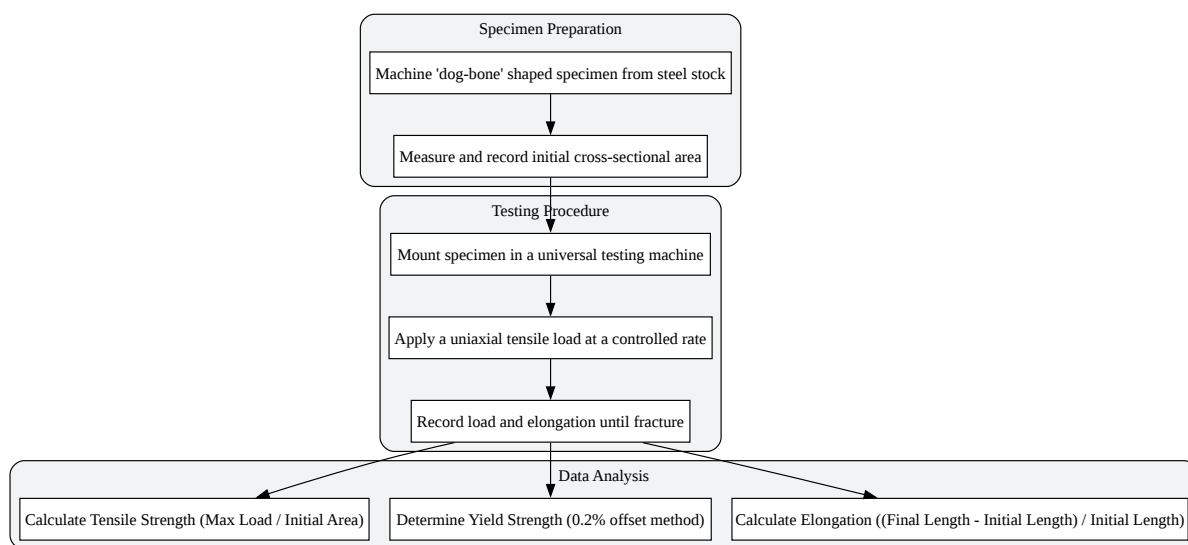 Specimen Preparation
Machine 'dog-bone' shaped specimen from steel stock
Measure and record initial cross-sectional area
Testing Procedure
Mount specimen in a universal testing machine
Apply a uniaxial tensile load at a controlled rate
Record load and elongation until fracture
Data Analysis
Calculate Tensile Strength (Max Load / Initial Area)
Determine Yield Strength (0.2% offset method)
Calculate Elongation ((Final Length - Initial Length) / Initial Length)